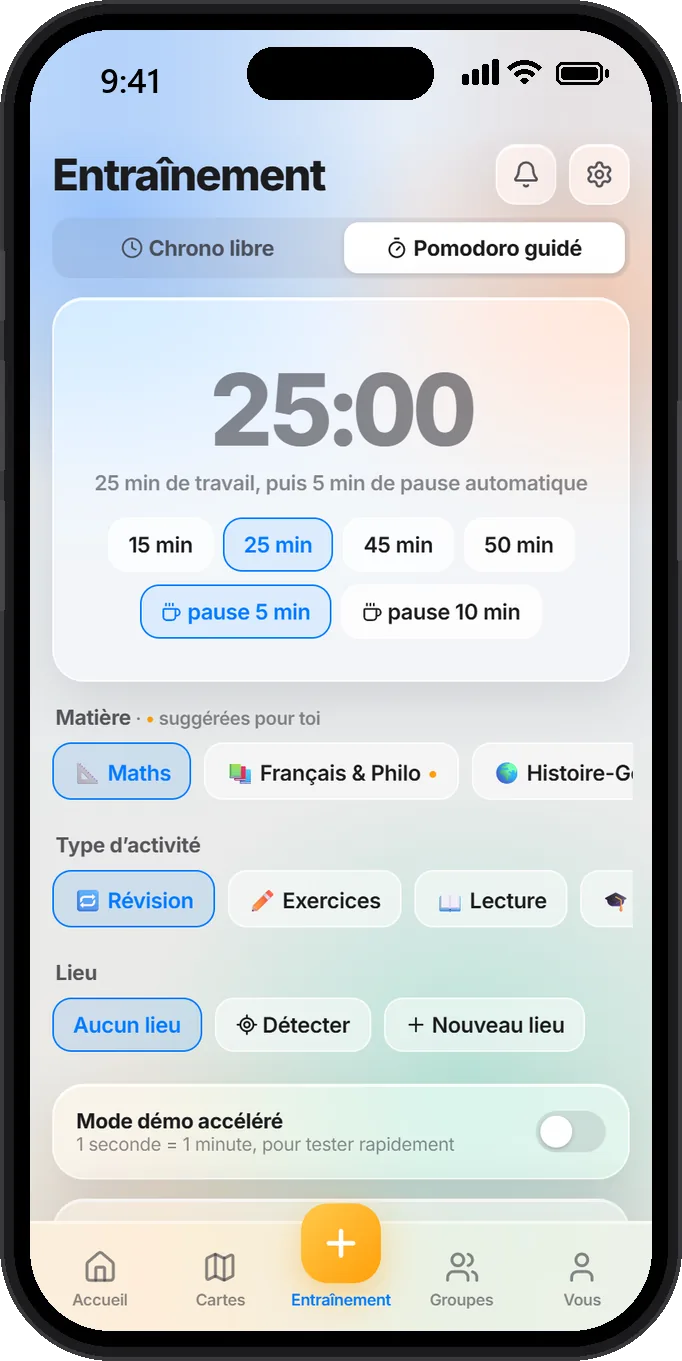 9:41
Entraînement
Chrono libre
Pomodoro guidé
25:00
25 min de travail, puis 5 min de pause automatique
15 min
25 min
45 min
50 min
pause 5 min
pause 10 min
Matière · • suggérées pour toi
Maths
Français & Philo •
Histoire-G
Type d’activité
Révision
Exercices
Lecture
Lieu
Aucun lieu
Détecter
+ Nouveau lieu
Mode démo accéléré
1 seconde = 1 minute, pour tester rapidement
Accueil
Cartes
Entraînement
Groupes
Vous